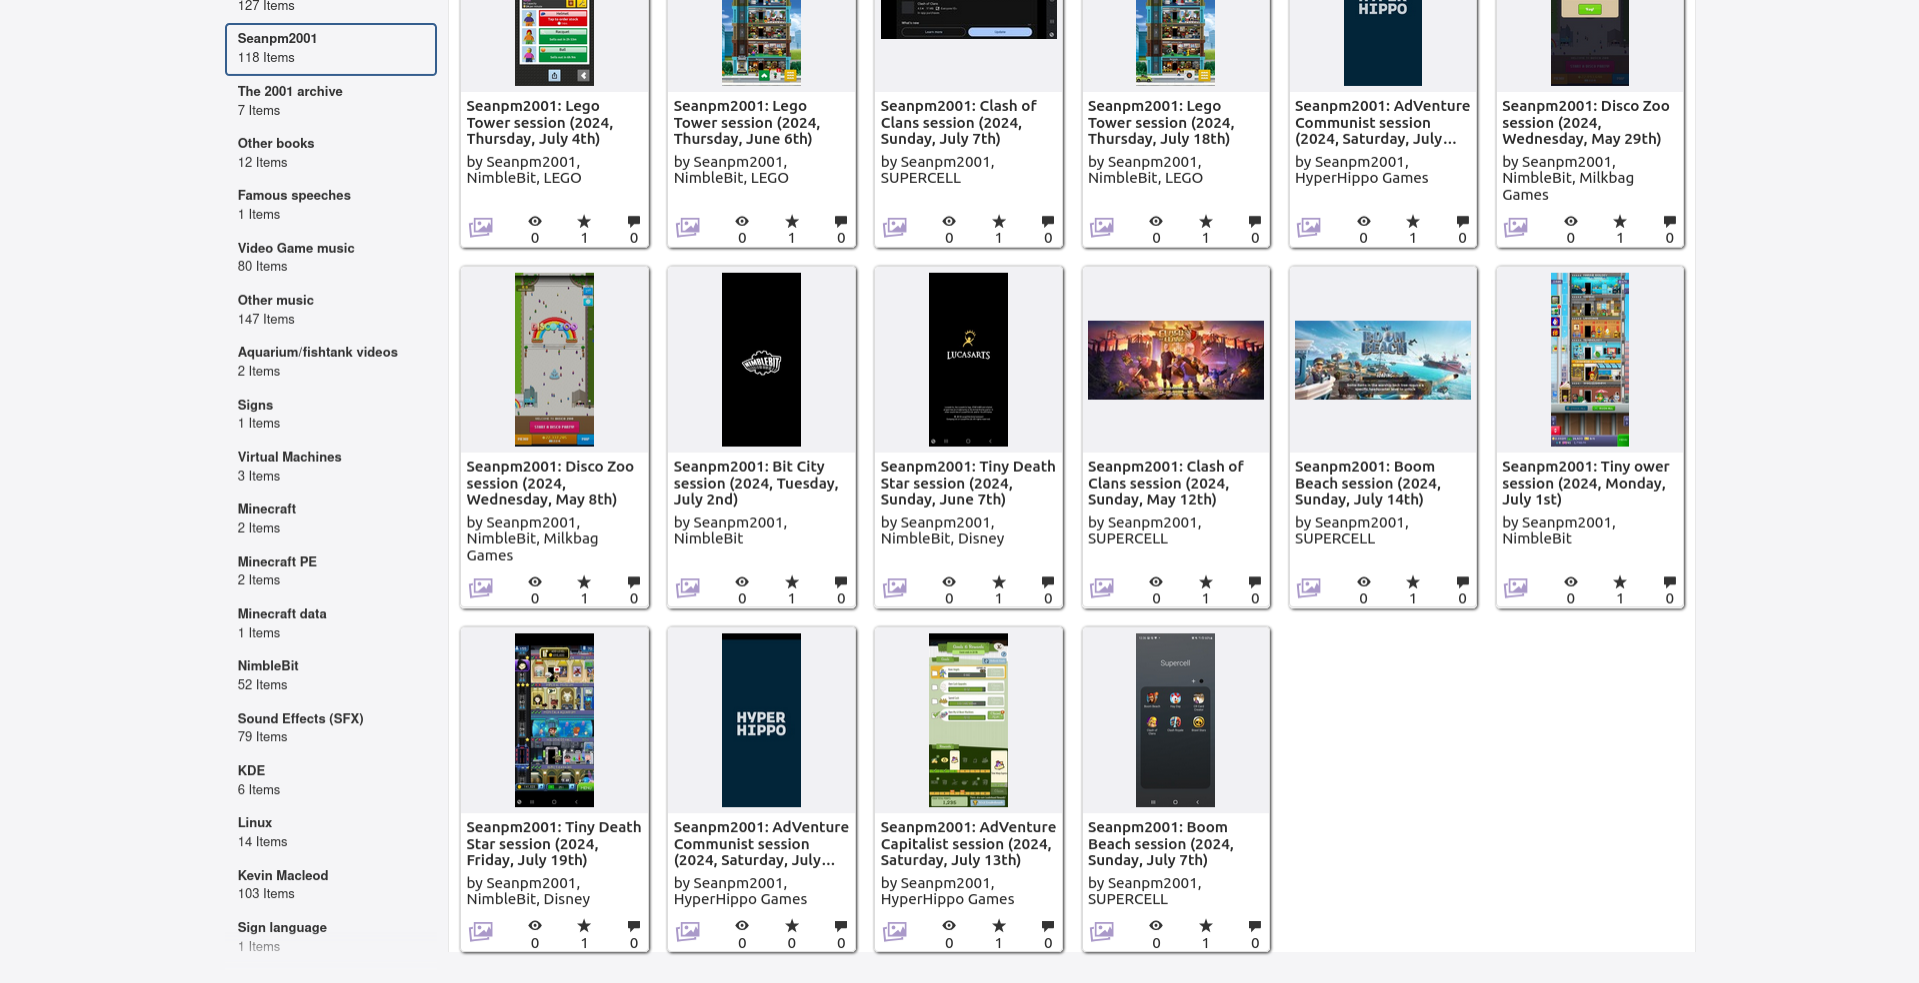 127 Items
Seanpm2001
118 Items
The 2001 archive
7 Items
Other books
12 Items
Famous speeches
1 Items
Video Game music
80 Items
Other music
147 Items
Aquarium/fishtank videos
2 Items
Signs
1 Items
Virtual Machines
3 Items
Minecraft
2 Items
Minecraft PE
2 Items
Minecraft data
1 Items
NimbleBit
52 Items
Sound Effects (SFX)
79 Items
KDE
6 Items
Linux
14 Items
Kevin Macleod
103 Items
Sign language
1 Items
Seanpm2001: Lego
Tower session (2024,
Thursday, July 4th)
by Seanpm2001,
NimbleBit, LEGO
0 1 0
Seanpm2001: Lego
Tower session (2024,
Thursday, June 6th)
by Seanpm2001,
NimbleBit, LEGO
0 1 0
Seanpm2001: Clash of
Clans session (2024,
Sunday, July 7th)
by Seanpm2001,
SUPERCELL
0 1 0
Seanpm2001: Lego
Tower session (2024,
Thursday, July 18th)
by Seanpm2001,
NimbleBit, LEGO
0 1 0
HIPPO
Seanpm2001: AdVenture
Communist session
(2024, Saturday, July...
by Seanpm2001,
HyperHippo Games
0 1 0
Seanpm2001: Disco Zoo
session (2024,
Wednesday, May 29th)
by Seanpm2001,
NimbleBit, Milkbag
Games
0 1 0
Seanpm2001: Disco Zoo
session (2024,
Wednesday, May 8th)
by Seanpm2001,
NimbleBit, Milkbag
Games
0 1 0
NIMBLEBIT
Seanpm2001: Bit City
session (2024, Tuesday,
July 2nd)
by Seanpm2001,
NimbleBit
0 1 0
LUCASARTS
Seanpm2001: Tiny Death
Star session (2024,
Sunday, June 7th)
by Seanpm2001,
NimbleBit, Disney
0 1 0
Seanpm2001: Clash of
Clans session (2024,
Sunday, May 12th)
by Seanpm2001,
SUPERCELL
0 1 0
BOOM
BEACH
Seanpm2001: Boom
Beach session (2024,
Sunday, July 14th)
by Seanpm2001,
SUPERCELL
0 1 0
Seanpm2001: Tiny ower
session (2024, Monday,
July 1st)
by Seanpm2001,
NimbleBit
0 1 0
Seanpm2001: Tiny Death
Star session (2024,
Friday, July 19th)
by Seanpm2001,
NimbleBit, Disney
0 1 0
HYPER
HIPPO
Seanpm2001: AdVenture
Communist session
(2024, Saturday, July...
by Seanpm2001,
HyperHippo Games
0 0 0
Seanpm2001: AdVenture
Capitalist session (2024,
Saturday, July 13th)
by Seanpm2001,
HyperHippo Games
0 1 0
Supercell
Seanpm2001: Boom
Beach session (2024,
Sunday, July 7th)
by Seanpm2001,
SUPERCELL
0 1 0